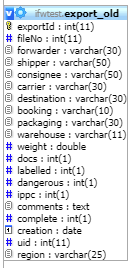 ifwtest.export_old
exportId : int(11)
fileNo : int(11)
forwarder : varchar(30)
shipper : varchar(50)
consignee : varchar(50)
carrier : varchar(30)
destination : varchar(30)
booking : varchar(10)
packaging : varchar(30)
warehouse : varchar(11)
weight : double
docs : int(1)
labelled : int(1)
dangerous : int(1)
ippc : int(1)
comments : text
complete : int(1)
creation : date
uid : int(11)
region : varchar(25)